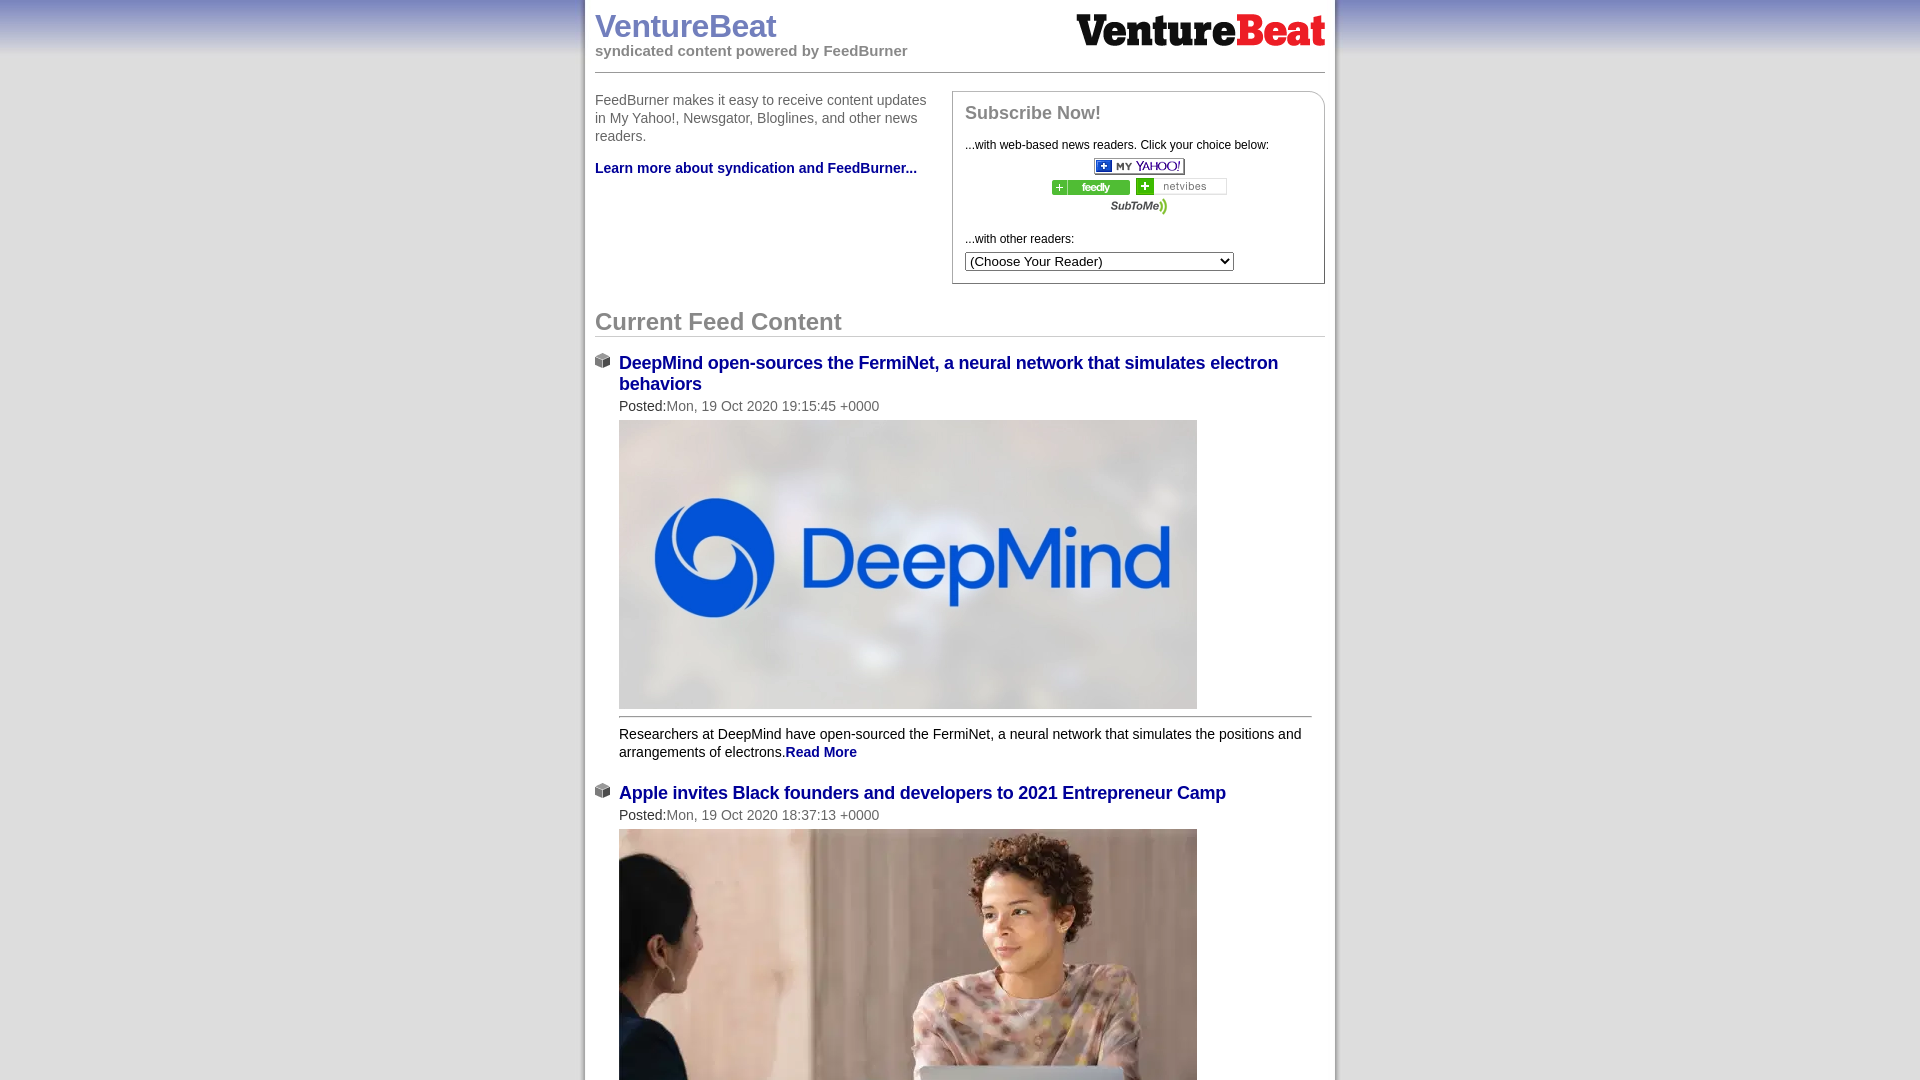 VentureBeat
syndicated content powered by FeedBurner
VentureBeat
FeedBurner makes it easy to receive content updates
in My Yahoo!, Newsgator, Bloglines, and other news
readers.
Learn more about syndication and FeedBurner...
Subscribe Now!
...with web-based news readers. Click your choice below:
MY YAHOO!
feedly
netvibes
SubToMe
...with other readers:
(Choose Your Reader)
Current Feed Content
DeepMind open-sources the FermiNet, a neural network that simulates electron
behaviors
Posted:Mon, 19 Oct 2020 19:15:45 +0000
DeepMind
Researchers at DeepMind have open-sourced the FermiNet, a neural network that simulates the positions and
arrangements of electrons.Read More
Apple invites Black founders and developers to 2021 Entrepreneur Camp
Posted:Mon, 19 Oct 2020 18:37:13 +0000